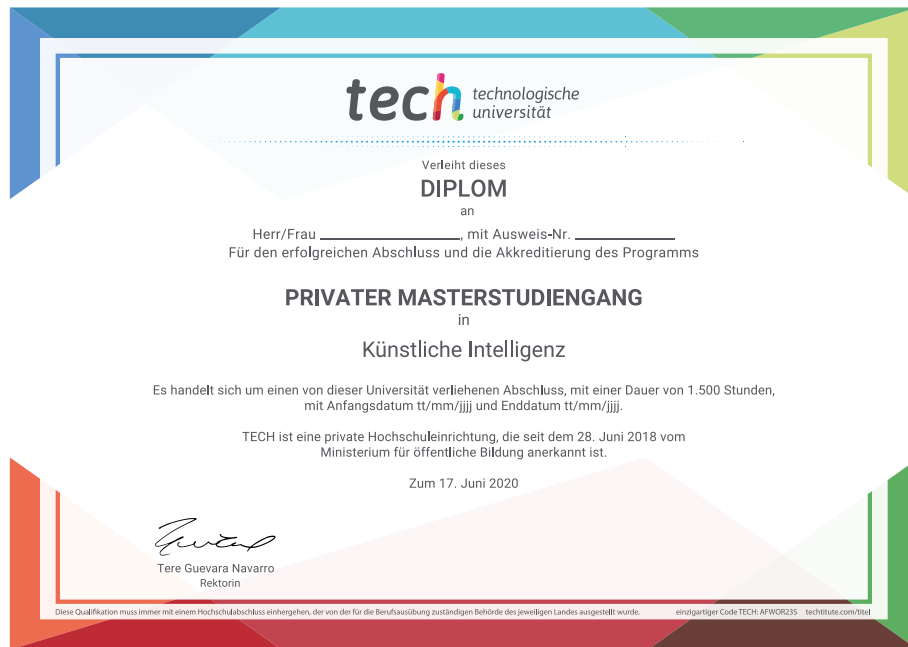 tech technologische
universität
Verleiht dieses
DIPLOM
an
Herr/Frau ____________________, mit Ausweis-Nr. ______________
Für den erfolgreichen Abschluss und die Akkreditierung des Programms
PRIVATER MASTERSTUDIENGANG
in
Künstliche Intelligenz
Es handelt sich um einen von dieser Universität verliehenen Abschluss, mit einer Dauer von 1.500 Stunden,
mit Anfangsdatum tt/mm/jjjj und Enddatum tt/mm/jjjj.
TECH ist eine private Hochschuleinrichtung, die seit dem 28. Juni 2018 vom
Ministerium für öffentliche Bildung anerkannt ist.
Zum 17. Juni 2020
Tere Guevara Navarro
Rektorin
Diese Qualifikation muss immer mit einem Hochschulabschluss einhergehen, der von der für die Berufsausübung zuständigen Behörde des jeweiligen Landes ausgestellt wurde. einzigartiger Code TECH: AFWOR23S techtitute.com/titel